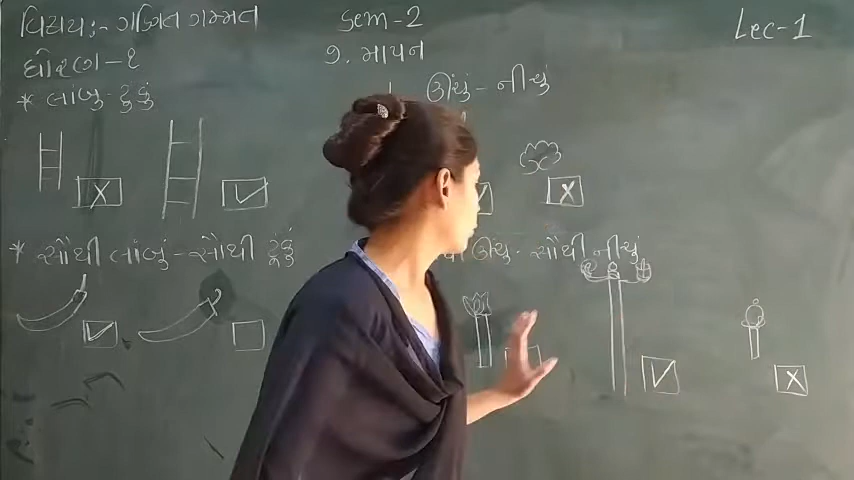 વિષય:- ગણિત ગમ્મત
Sem-2
Lec-1
ધોરણ-૧
૭. માપન
* લાંબુ-ટૂંકું
ઊંચું-નીચું
* સૌથી લાંબું-સૌથી ટૂંકું
ઊંચું-સૌથી નીચું